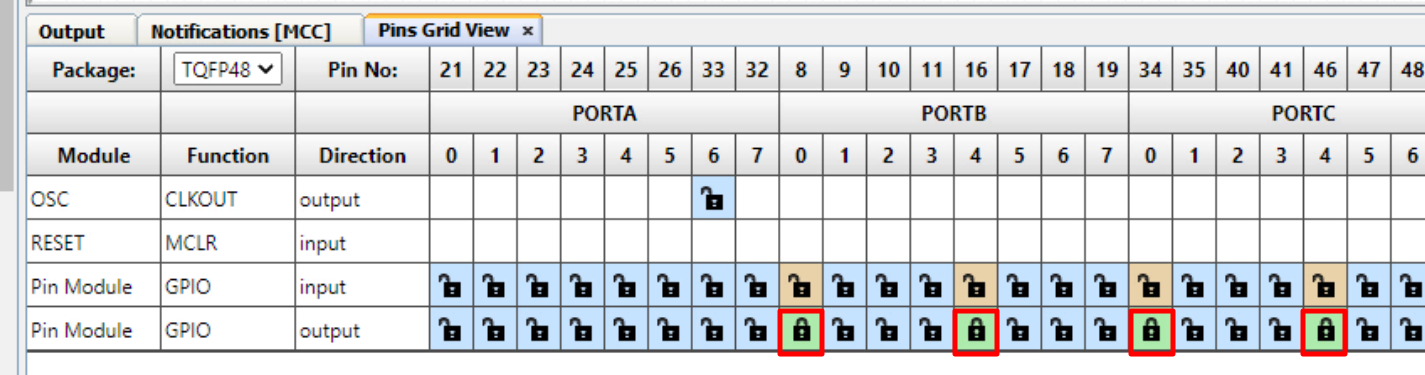 Output Notifications [MCC] Pins Grid View ×
Package: TQFP48 Pin No: 21 22 23 24 25 26 33 32 8 9 10 11 16 17 18 19 34 35 40 41 46 47 48
PORTA PORTB PORTC
Module Function Direction 0 1 2 3 4 5 6 7 0 1 2 3 4 5 6 7 0 1 2 3 4 5 6
OSC CLKOUT output
RESET MCLR input
Pin Module GPIO input
Pin Module GPIO output